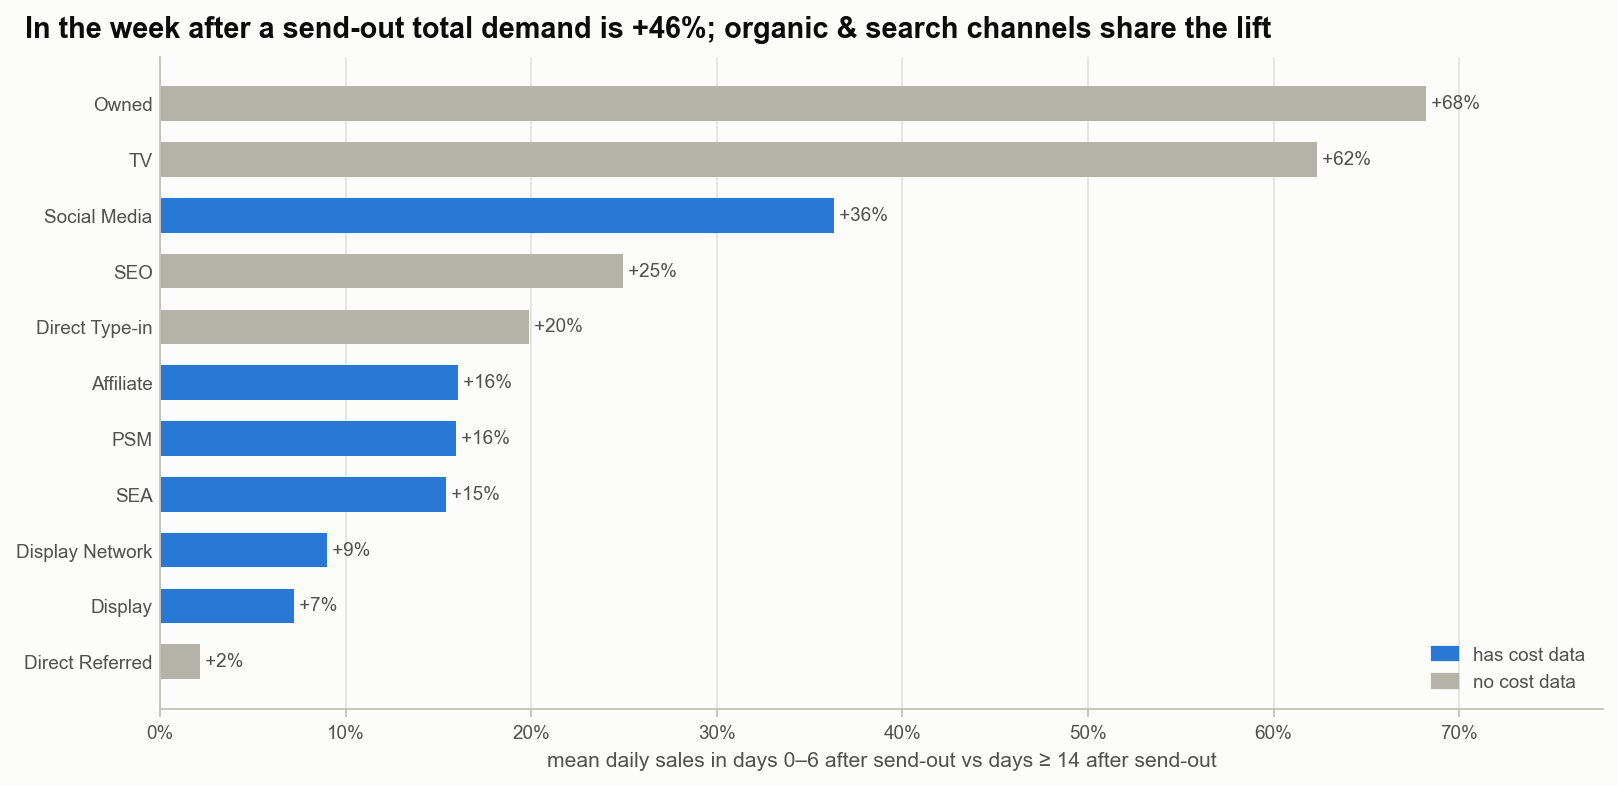 In the week after a send-out total demand is +46%; organic & search channels share the lift
Owned +68%
TV +62%
Social Media +36%
SEO +25%
Direct Type-in +20%
Affiliate +16%
PSM +16%
SEA +15%
Display Network +9%
Display +7%
Direct Referred +2%
has cost data
no cost data
0% 10% 20% 30% 40% 50% 60% 70%
mean daily sales in days 0–6 after send-out vs days ≥ 14 after send-out